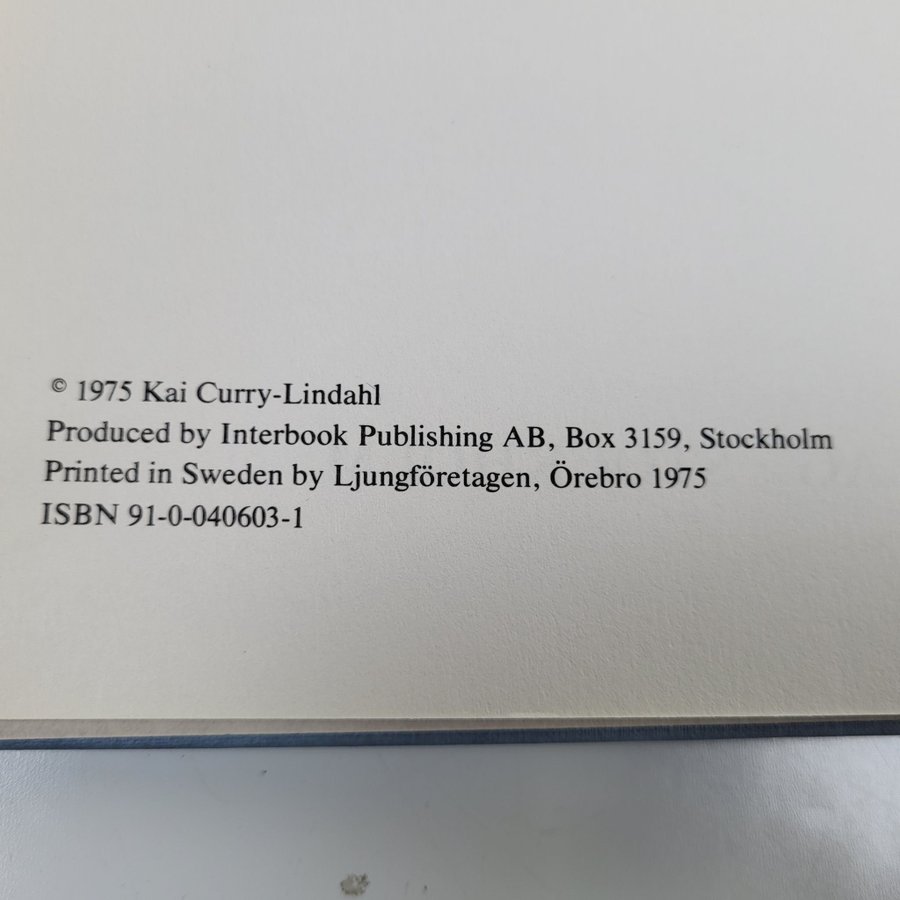 © 1975 Kai Curry-Lindahl
Produced by Interbook Publishing AB, Box 3159, Stockholm
Printed in Sweden by Ljungföretagen, Örebro 1975
ISBN 91-0-040603-1